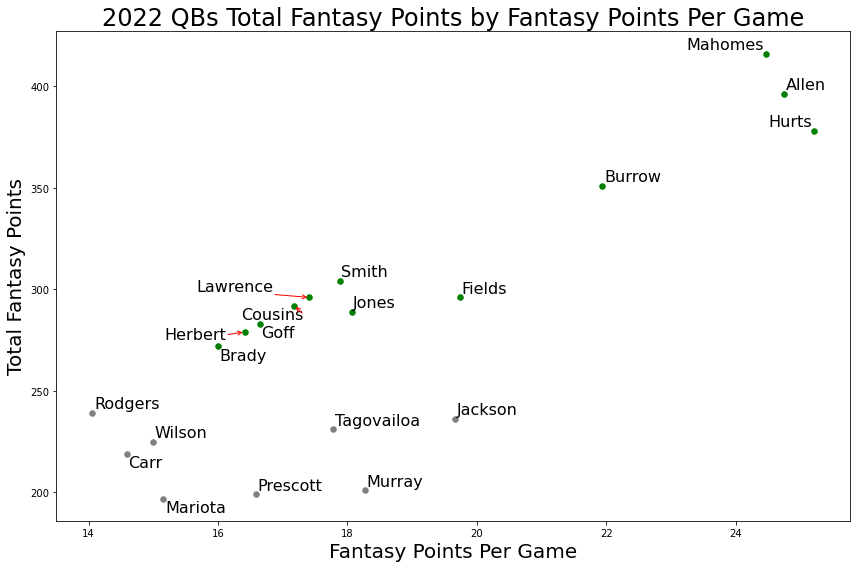 2022 QBs Total Fantasy Points by Fantasy Points Per Game
Mahomes
Allen
Hurts
Burrow
Smith
Lawrence
Fields
Jones
Cousins
Herbert
Goff
Brady
Rodgers
Jackson
Tagovailoa
Wilson
Carr
Prescott
Murray
Mariota
Total Fantasy Points
400
350
300
250
200
14 16 18 20 22 24
Fantasy Points Per Game